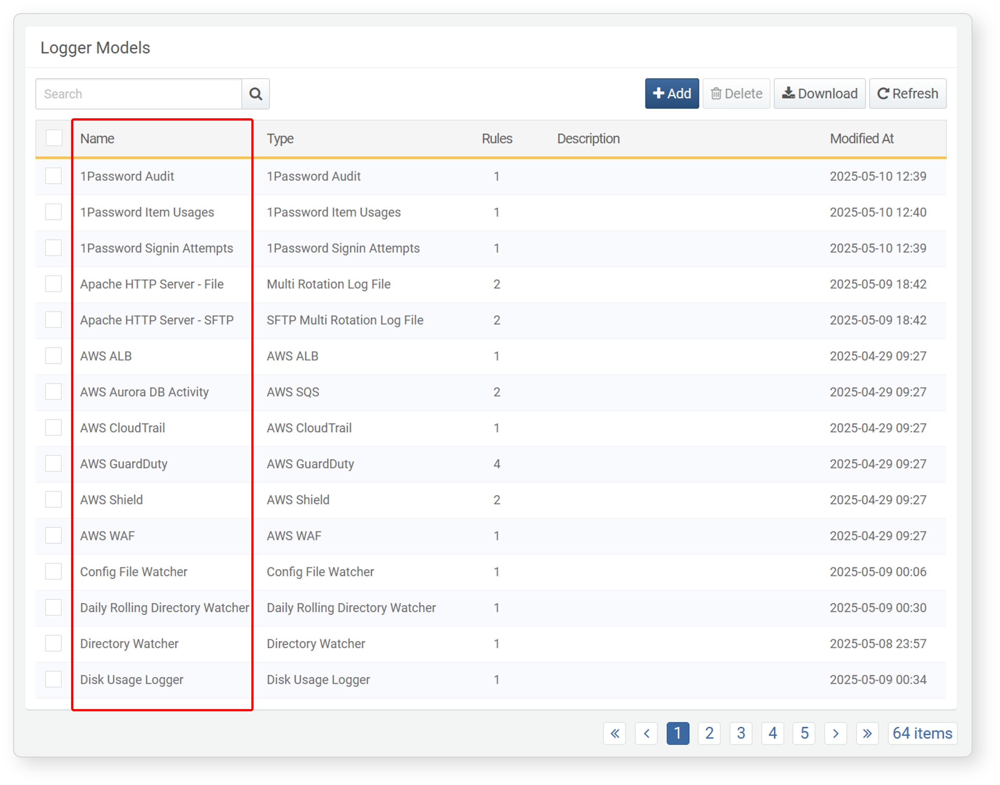 Logger Models
Search Add Delete Download Refresh
Name Type Rules Description Modified At
1Password Audit 1Password Audit 1 2025-05-10 12:39
1Password Item Usages 1Password Item Usages 1 2025-05-10 12:40
1Password Signin Attempts 1Password Signin Attempts 1 2025-05-10 12:39
Apache HTTP Server - File Multi Rotation Log File 2 2025-05-09 18:42
Apache HTTP Server - SFTP SFTP Multi Rotation Log File 2 2025-05-09 18:42
AWS ALB AWS ALB 1 2025-04-29 09:27
AWS Aurora DB Activity AWS SQS 2 2025-04-29 09:27
AWS CloudTrail AWS CloudTrail 1 2025-04-29 09:27
AWS GuardDuty AWS GuardDuty 4 2025-04-29 09:27
AWS Shield AWS Shield 2 2025-04-29 09:27
AWS WAF AWS WAF 1 2025-04-29 09:27
Config File Watcher Config File Watcher 1 2025-05-09 00:06
Daily Rolling Directory Watcher Daily Rolling Directory Watcher 1 2025-05-09 00:30
Directory Watcher Directory Watcher 1 2025-05-08 23:57
Disk Usage Logger Disk Usage Logger 1 2025-05-09 00:34
« ‹ 1 2 3 4 5 › » 64 items